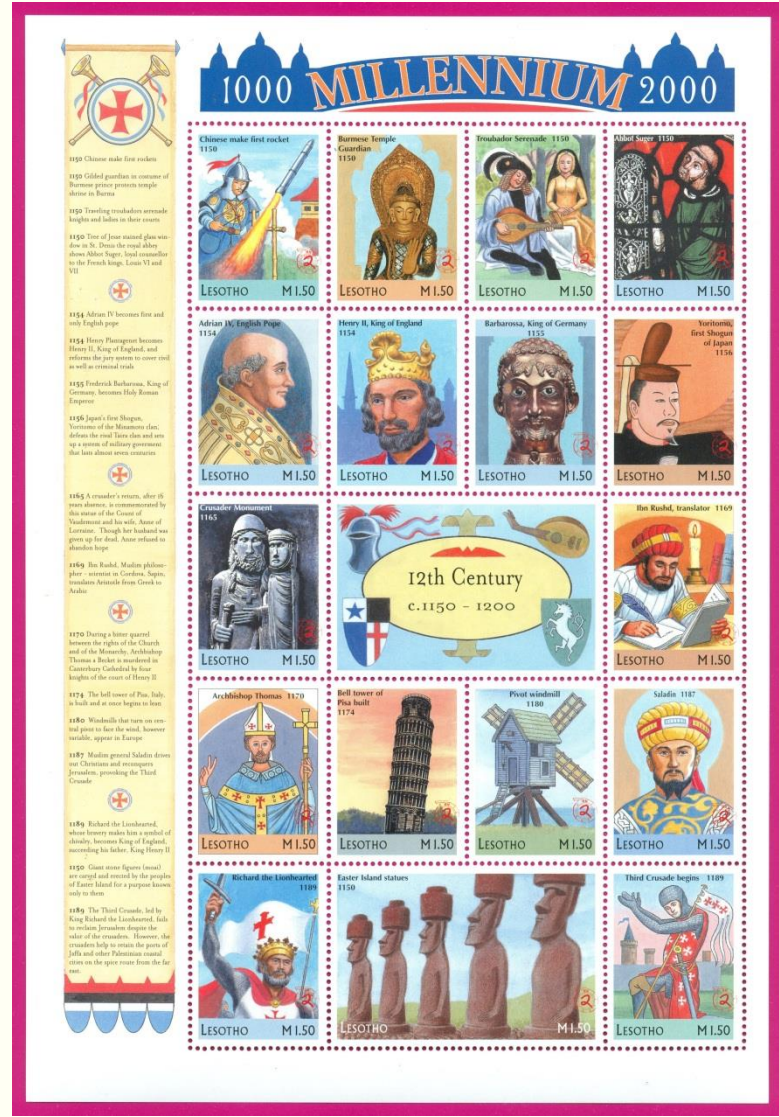 1000 MILLENNIUM 2000
1150 Chinese make first rockets
1150 Gilded guardian in costume of
Burmese prince protects temple
shrine in Burma
1150 Traveling troubadors serenade
knights and ladies in their courts
1150 Tree of Jesse stained glass win-
dow in St. Denis the royal abbey
shows Abbot Suger, loyal counsellor
to the French kings, Louis VI and
VII
1154 Adrian IV becomes first and
only English pope
1154 Henry Plantagenet becomes
Henry II, King of England, and
reforms the jury system to cover civil
as well as criminal trials
1155 Frederick Barbarossa, King of
Germany, becomes Holy Roman
Emperor
1156 Japan's first Shogun,
Yoritomo of the Minamoto clan,
defeats the rival Taira clan and sets
up a system of military goverment
that lasts almost seven centuries
1165 A crusader's return, after 16
years absence, is commemorated by
this statue of the Count of
Vaudemont and his wife, Anne of
Lorraine. Though her husband was
given up for dead, Anne refused to
abandon hope
1169 Ibn Rushd, Muslim philoso-
pher - scientist in Cordova, Sapin,
translates Aristotle from Greek to
Arabic
1170 During a bitter quarrel
between the rights of the Church
and of the Monarchy, Archbishop
Thomas a Becket is murdered in
Canterbury Cathedral by four
knights of the court of Henry II
1174 The bell tower of Pisa, Italy,
is built and at once begins to lean
1180 Windmills that turn on cen-
tral pivot to face the wind, however
variable, appear in Europe
1187 Muslim general Saladin drives
out Christians and reconquers
Jerusalem, provoking the Third
Crusade
1189 Richard the Lionhearted,
whose bravery makes him a symbol of
chivalry, becomes King of England,
succeeding his father, King Henry II
1150 Giant stone figures (moai)
are carved and erected by the peoples
of Easter Island for a purpose known
only to them
1189 The Third Crusade, led by
King Richard the Lionhearted, fails
to reclaim Jerusalem despite the
valor of the crusaders. However, the
crusaders help to retain the ports of
Jaffa and other Palestinian coastal
cities on the spice route from the far
east.
Chinese make first rocket
1150
LESOTHO M1.50
Burmese Temple
Guardian
1150
LESOTHO M1.50
Troubador Serenade 1150
LESOTHO M1.50
Abbot Suger 1150
LESOTHO M1.50
Adrian IV, English Pope
1154
LESOTHO M1.50
Henry II, King of England
1154
LESOTHO M1.50
Barbarossa, King of Germany
1155
LESOTHO M1.50
Yoritomo,
first Shogun
of Japan
1156
LESOTHO M1.50
Crusader Monument
1165
LESOTHO M1.50
12th Century
c.1150 - 1200
Ibn Rushd, translator 1169
LESOTHO M1.50
Archbishop Thomas 1170
LESOTHO M1.50
Bell tower of
Pisa built
1174
LESOTHO M1.50
Pivot windmill
1180
LESOTHO M1.50
Saladin 1187
LESOTHO M1.50
Richard the Lionhearted
1189
LESOTHO M1.50
Easter Island statues
1150
LESOTHO M1.50
Third Crusade begins 1189
LESOTHO M1.50